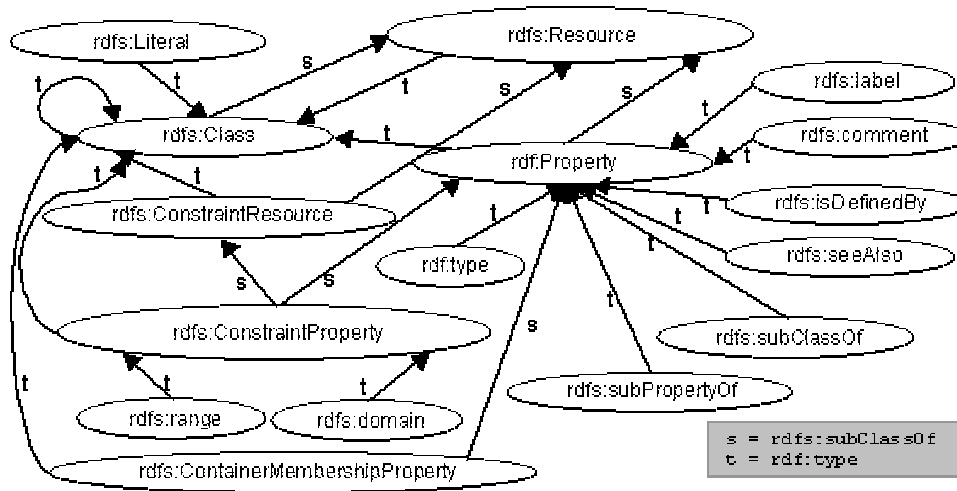 rdfs:Literal
rdfs:Resource
s
t
t
t
s
s
rdfs:label
t
rdfs:Class
t
rdfs:comment
t
rdf:Property
t
t
rdfs:ConstraintResource
t
rdfs:isDefinedBy
t
t
t
rdfs:seeAlso
rdf:type
s
s
rdfs:ConstraintProperty
s
t
rdfs:subClassOf
t
t
t
rdfs:subPropertyOf
rdfs:range
rdfs:domain
rdfs:ContainerMembershipProperty
s = rdfs:subClassOf
t = rdf:type